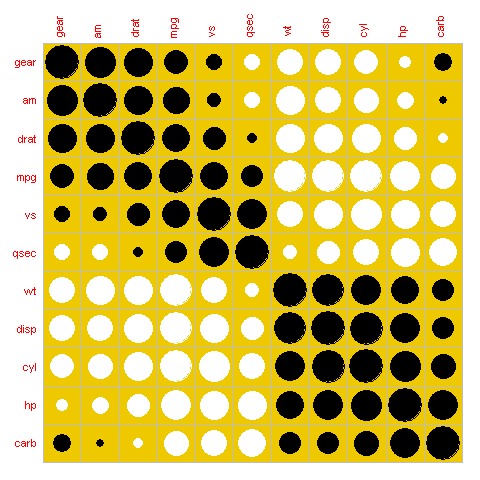 gear am drat mpg vs qsec wt disp cyl hp carb
gear
am
drat
mpg
vs
qsec
wt
disp
cyl
hp
carb